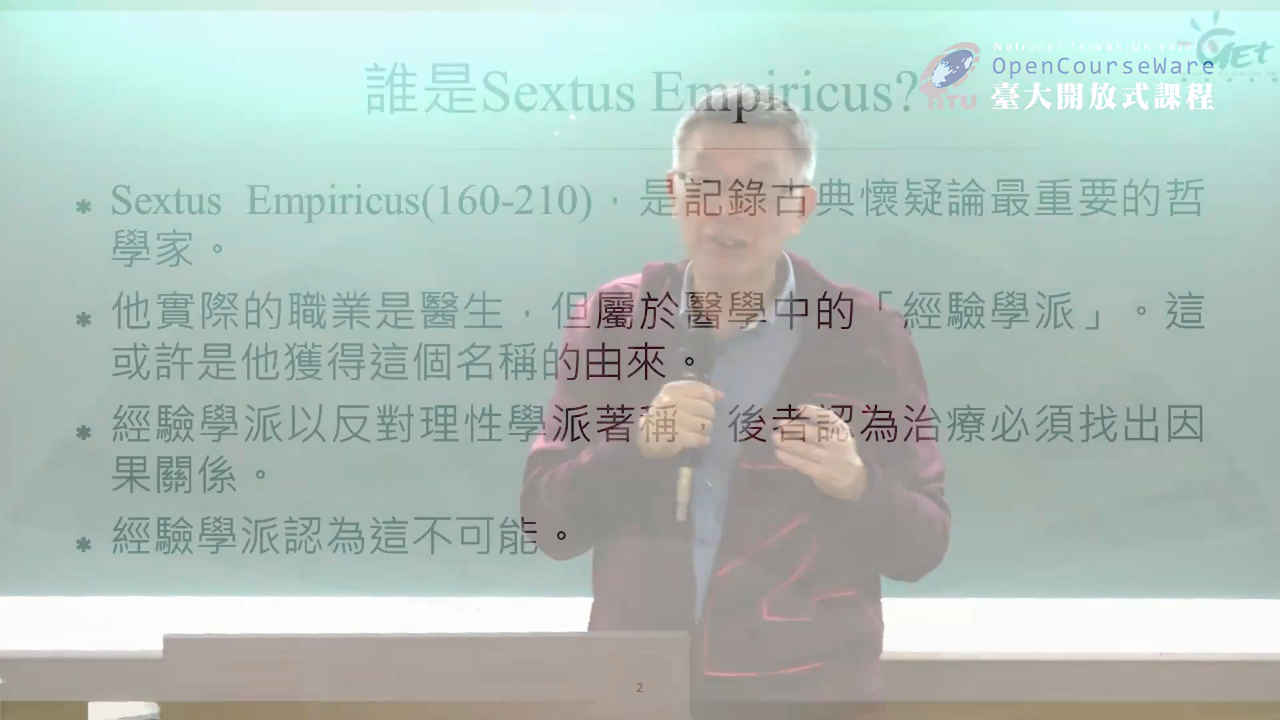 National Taiwan Univers
OpenCourseWare
臺大開放式課程
NTU
誰是Sextus Empiricus?
Sextus Empiricus(160-210)，是記錄古典懷疑論最重要的哲
學家。
他實際的職業是醫生，但屬於醫學中的「經驗學派」。這
或許是他獲得這個名稱的由來。
經驗學派以反對理性學派著稱，後者認為治療必須找出因
果關係。
經驗學派認為這不可能。
2